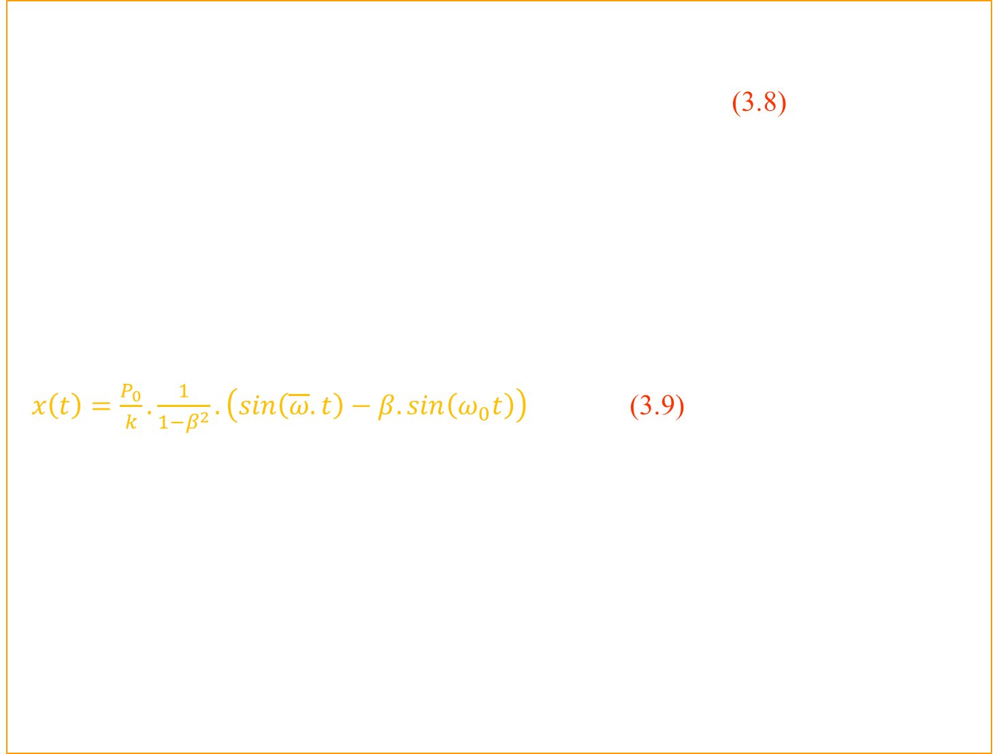 (3.8)
x(t) = P₀/k . 1/(1−β²) . (sin(ω̅. t) − β. sin(ω₀t)) (3.9)